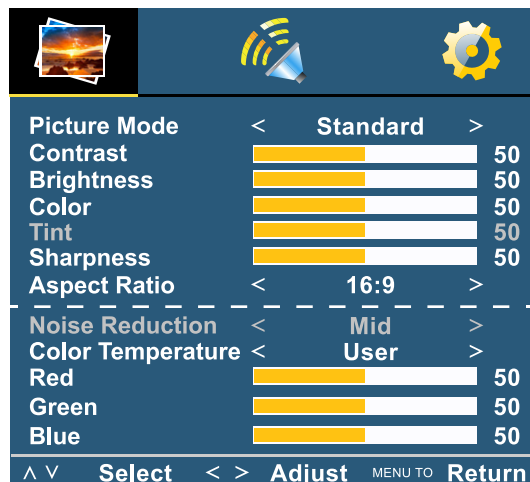 Picture Mode < Standard >
Contrast 50
Brightness 50
Color 50
Tint 50
Sharpness 50
Aspect Ratio < 16:9 >
Noise Reduction < Mid >
Color Temperature < User >
Red 50
Green 50
Blue 50
∧ ∨ Select < > Adjust MENU TO Return